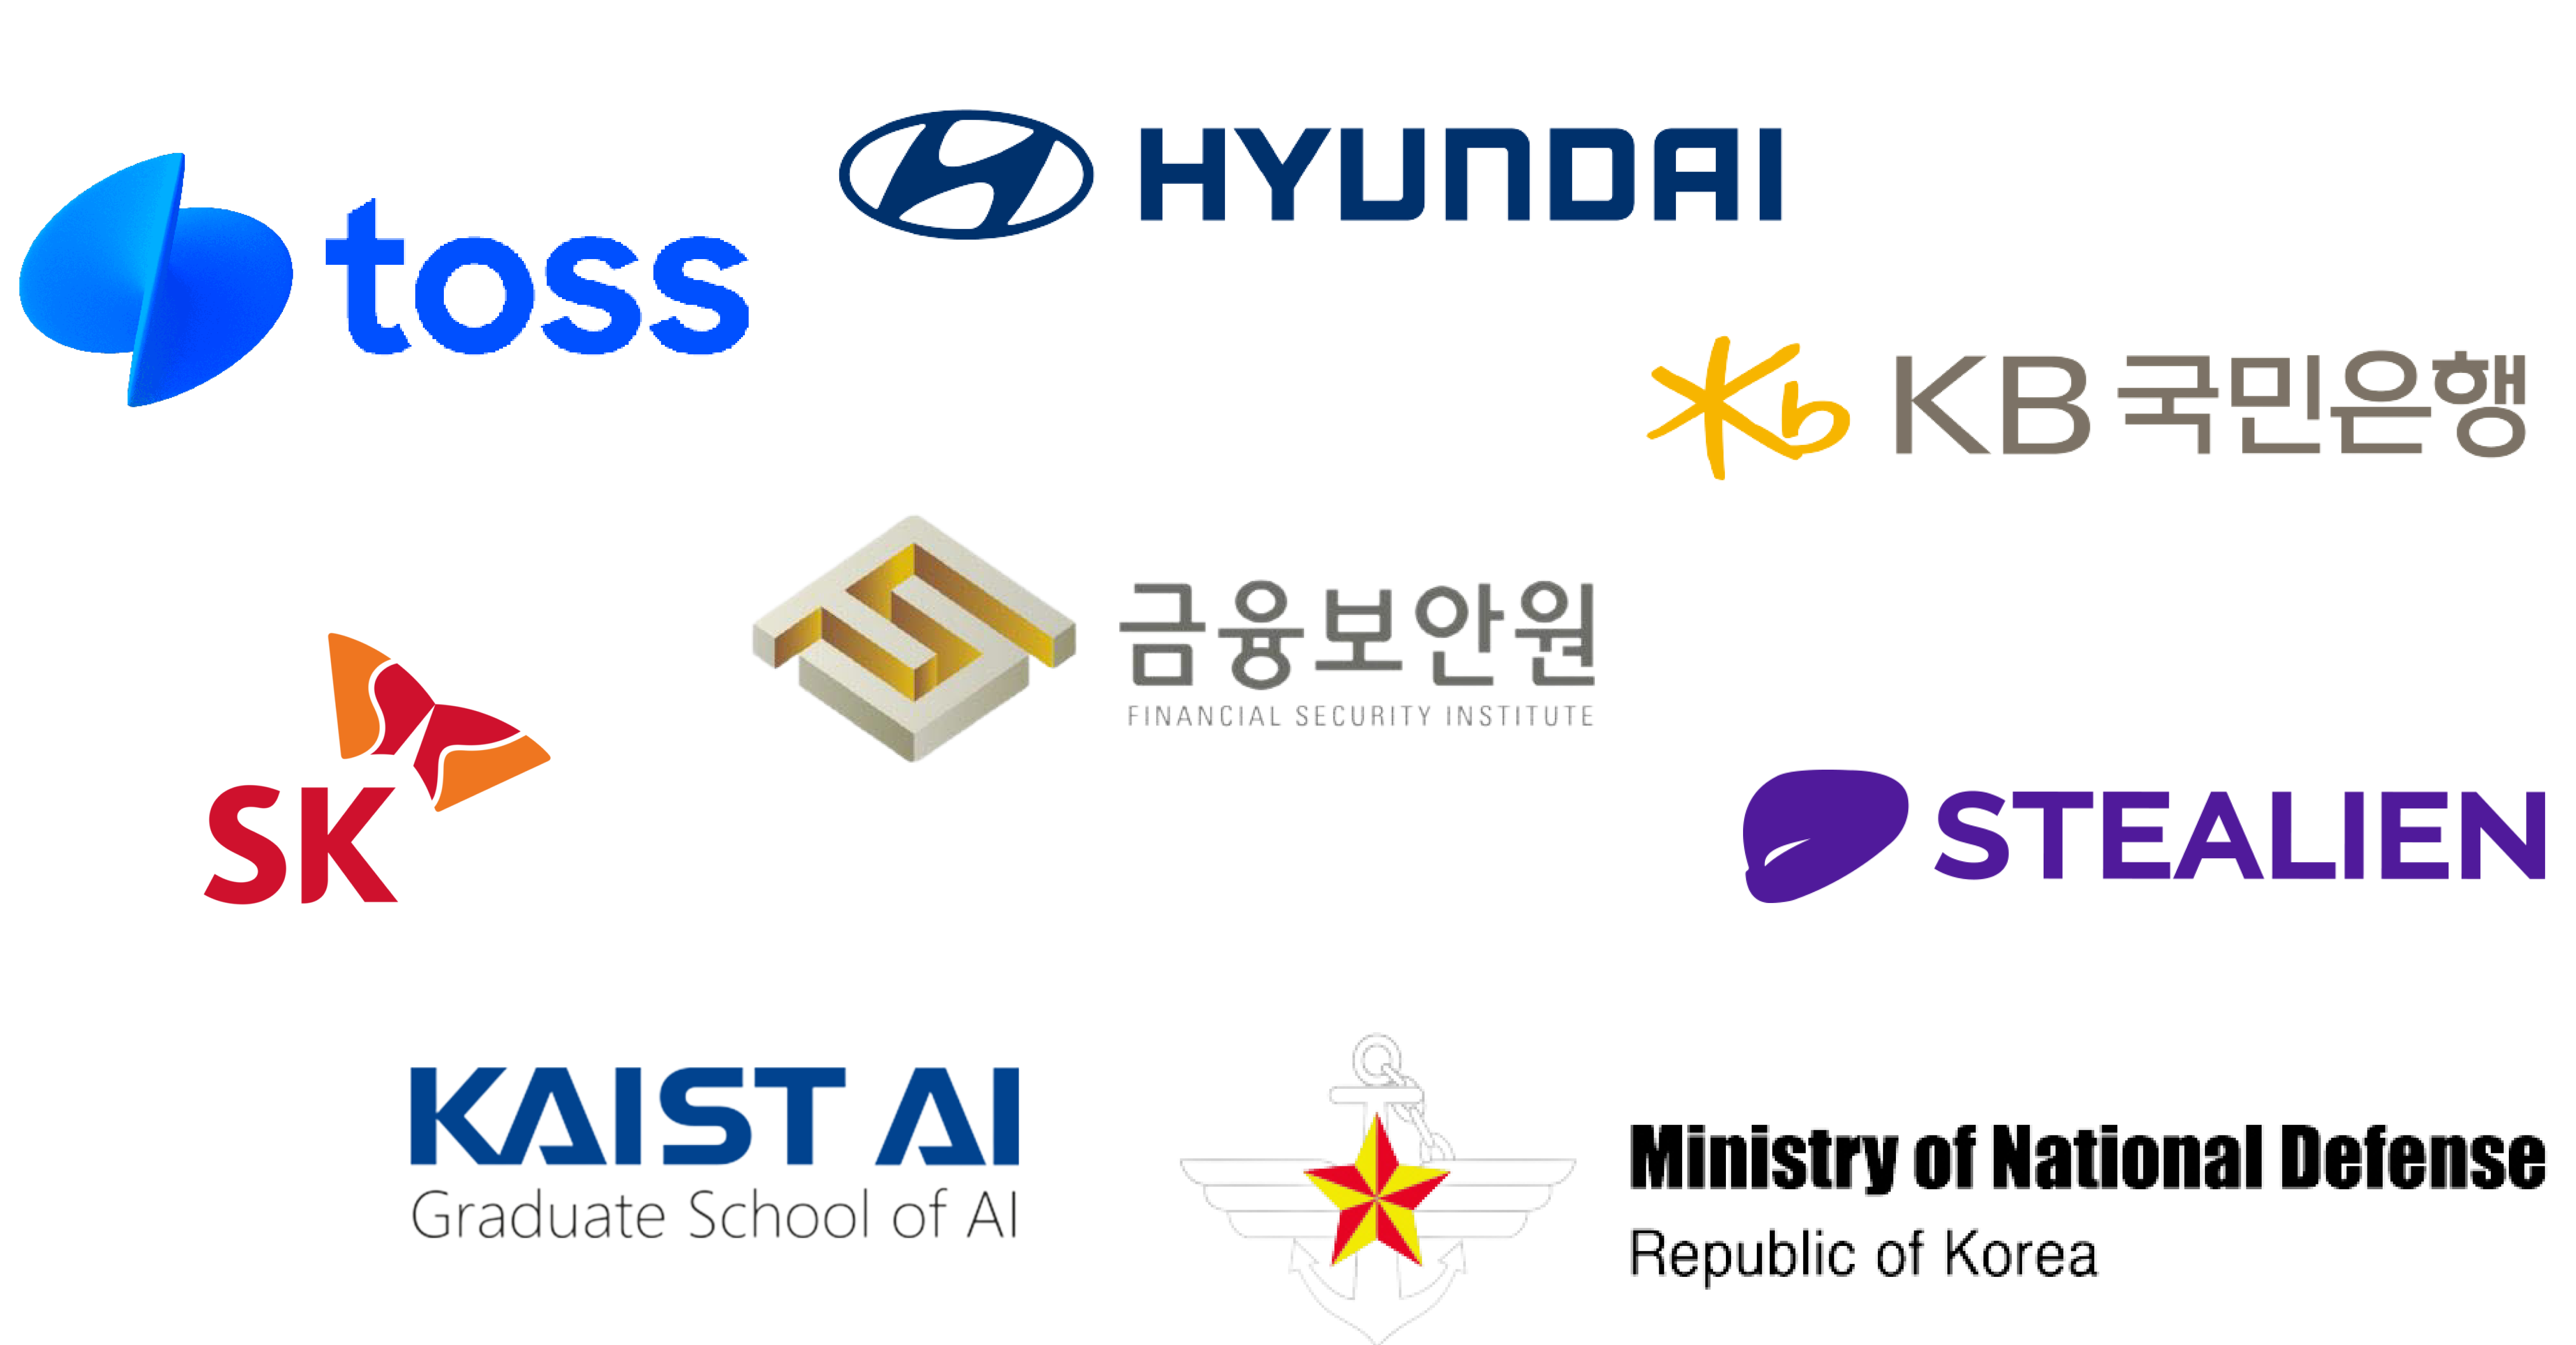 HYUNDAI
toss
KB 국민은행
금융보안원
FINANCIAL SECURITY INSTITUTE
SK
STEALIEN
KAIST AI
Graduate School of AI
Ministry of National Defense
Republic of Korea